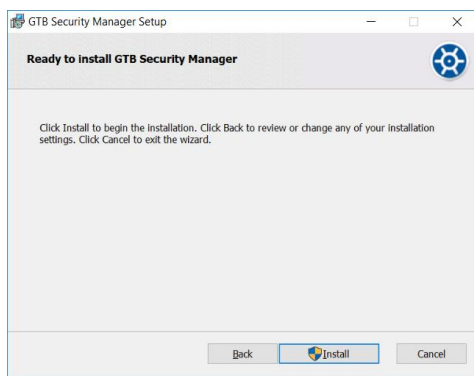 GTB Security Manager Setup
Ready to install GTB Security Manager
Click Install to begin the installation. Click Back to review or change any of your installation
settings. Click Cancel to exit the wizard.
Back
Install
Cancel